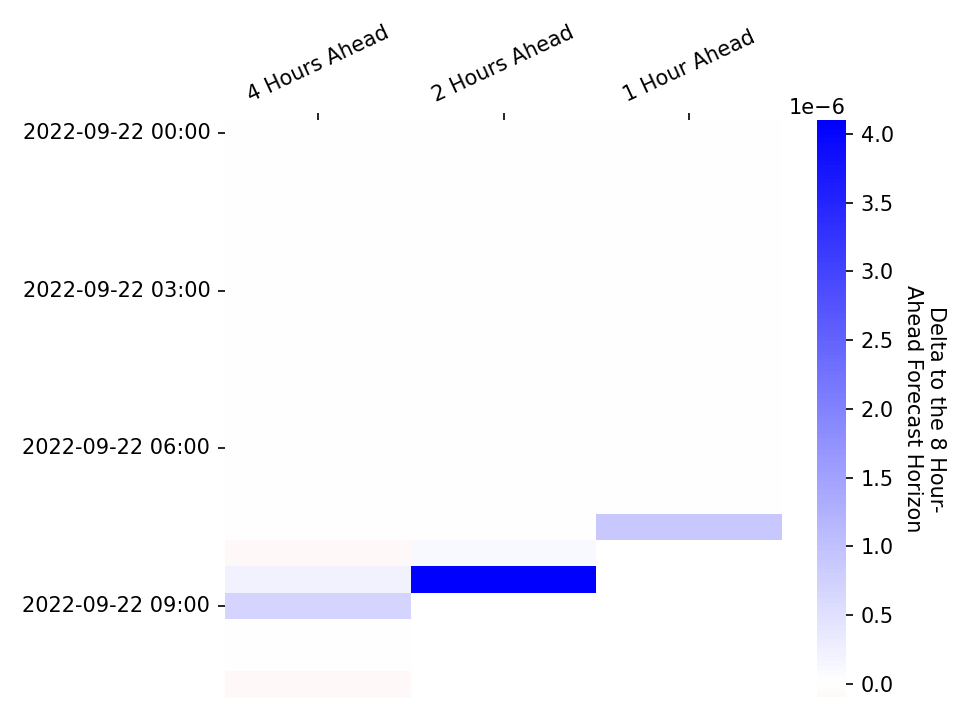 4 Hours Ahead
2 Hours Ahead
1 Hour Ahead
1e−6
2022-09-22 00:00
2022-09-22 03:00
2022-09-22 06:00
2022-09-22 09:00
4.0
3.5
3.0
2.5
2.0
1.5
1.0
0.5
0.0
Delta to the 8 Hour-
Ahead Forecast Horizon